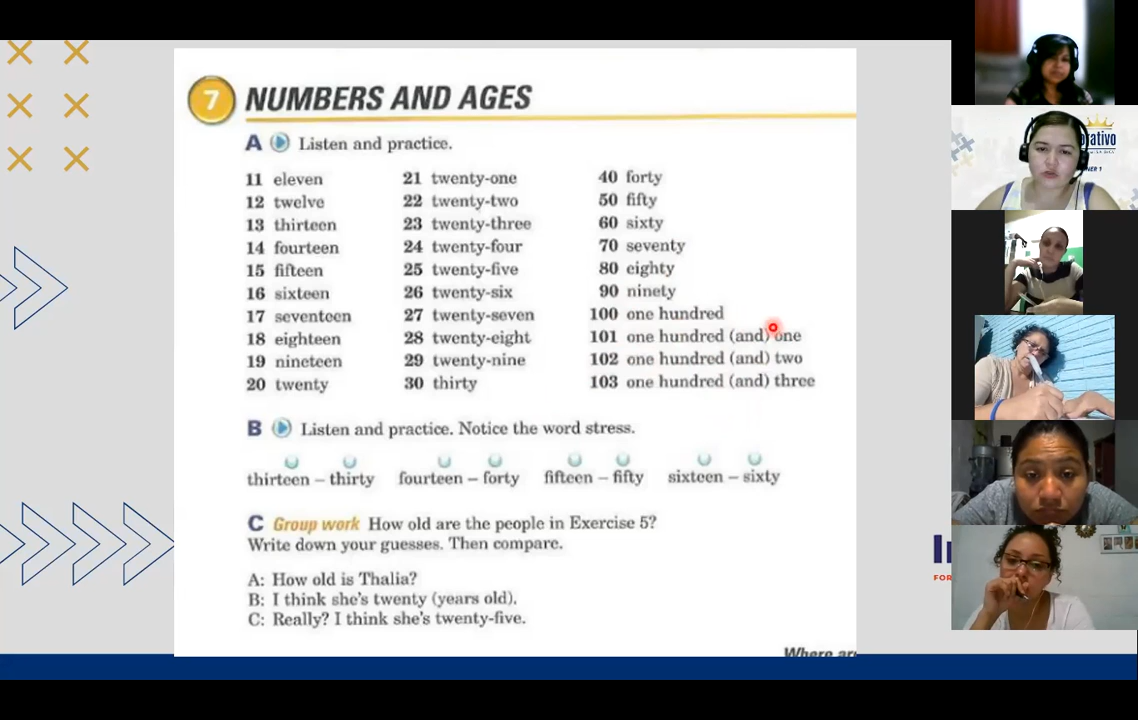 7 NUMBERS AND AGES
A Listen and practice.
11 eleven
12 twelve
13 thirteen
14 fourteen
15 fifteen
16 sixteen
17 seventeen
18 eighteen
19 nineteen
20 twenty
21 twenty-one
22 twenty-two
23 twenty-three
24 twenty-four
25 twenty-five
26 twenty-six
27 twenty-seven
28 twenty-eight
29 twenty-nine
30 thirty
40 forty
50 fifty
60 sixty
70 seventy
80 eighty
90 ninety
100 one hundred
101 one hundred (and) one
102 one hundred (and) two
103 one hundred (and) three
B Listen and practice. Notice the word stress.
thirteen – thirty fourteen – forty fifteen – fifty sixteen – sixty
C Group work How old are the people in Exercise 5?
Write down your guesses. Then compare.
A: How old is Thalia?
B: I think she's twenty (years old).
C: Really? I think she's twenty-five.
Where
FOR